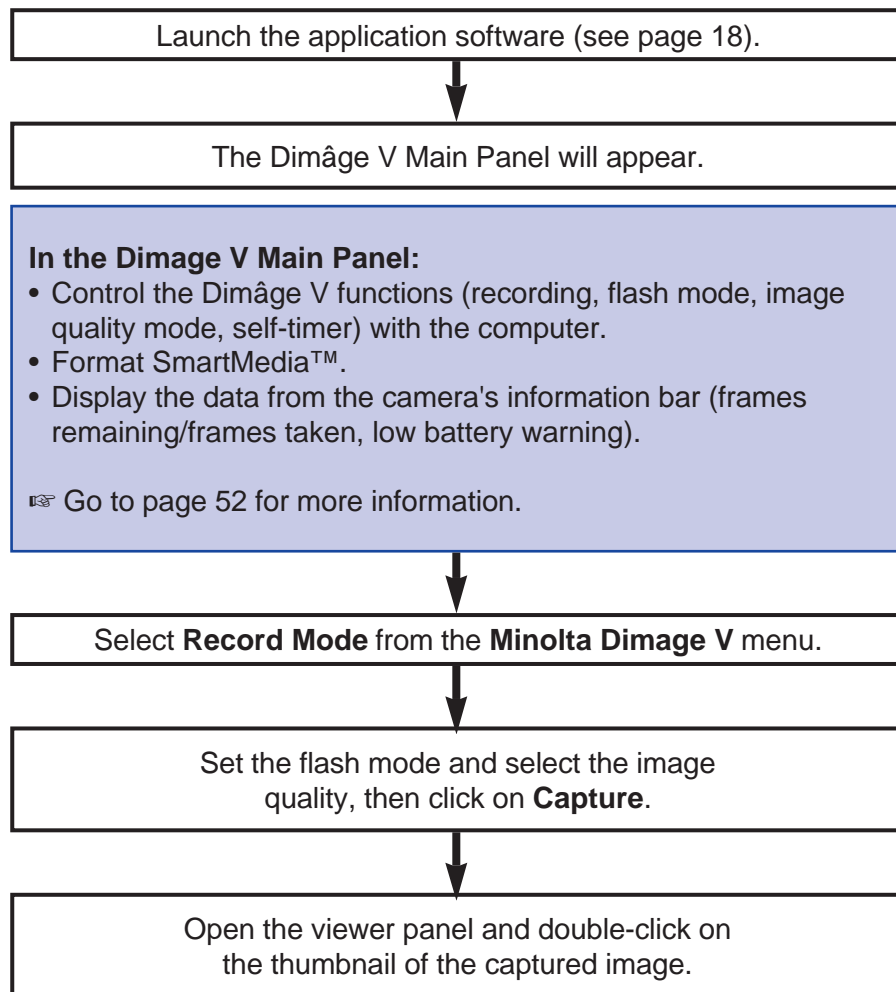 Launch the application software (see page 18).
The Dimâge V Main Panel will appear.
In the Dimage V Main Panel:
• Control the Dimâge V functions (recording, flash mode, image
quality mode, self-timer) with the computer.
• Format SmartMedia™.
• Display the data from the camera's information bar (frames
remaining/frames taken, low battery warning).
☞ Go to page 52 for more information.
Select Record Mode from the Minolta Dimage V menu.
Set the flash mode and select the image
quality, then click on Capture.
Open the viewer panel and double-click on
the thumbnail of the captured image.